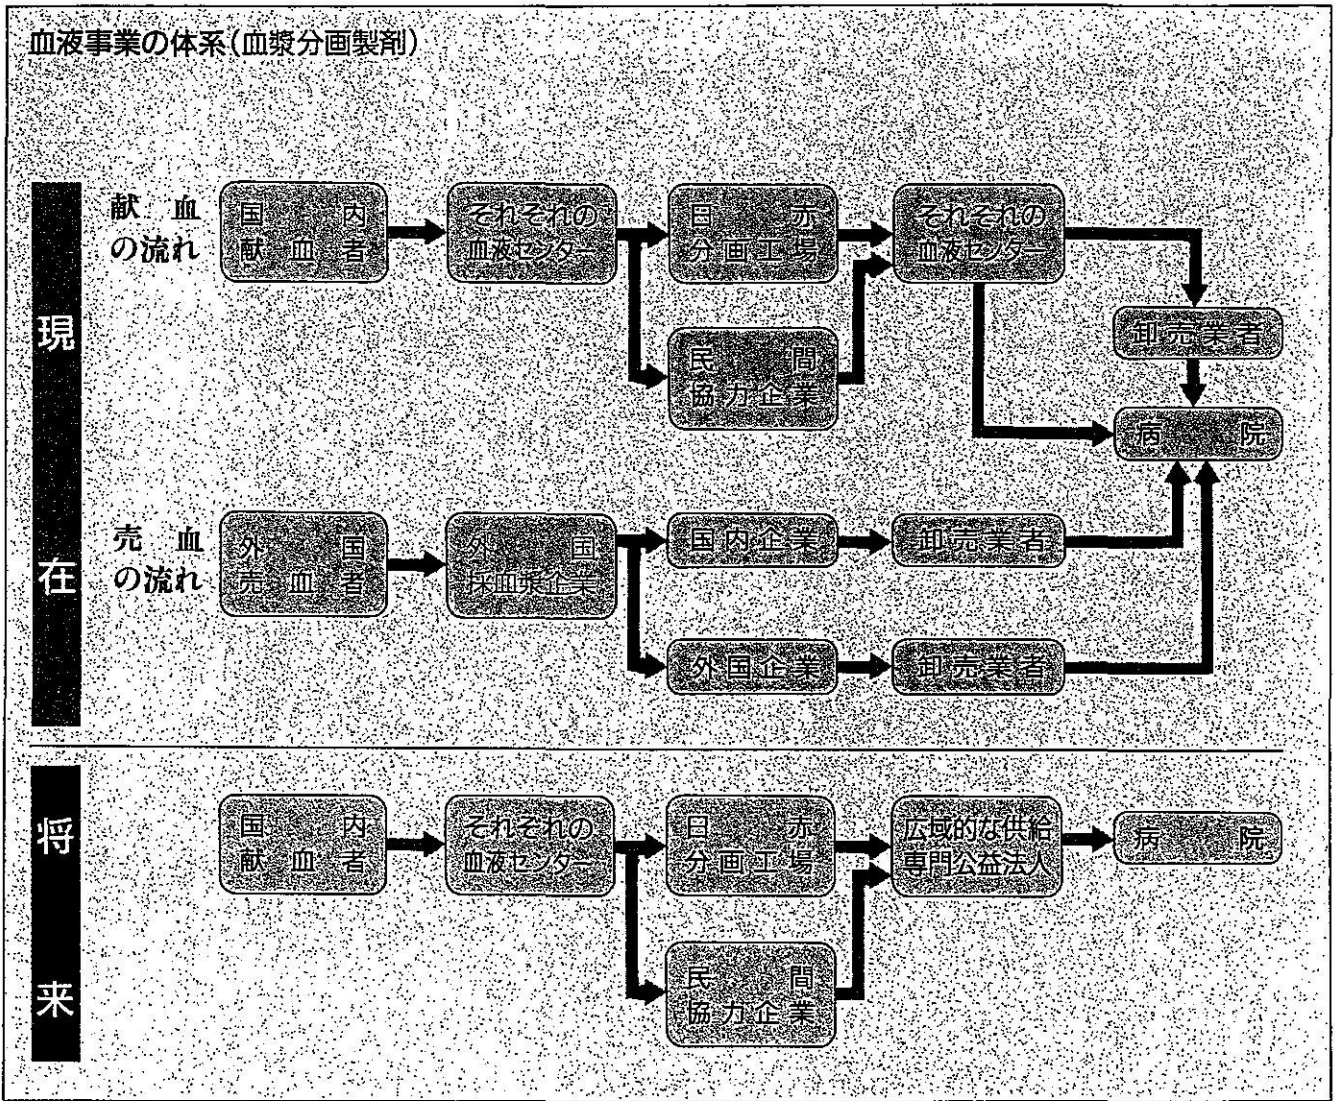 血液事業の体系(血漿分画製剤)
現在
献血
の流れ
国内
献血者
それぞれの
血液センター
日赤
分画工場
民間
協力企業
それぞれの
血液センター
卸売業者
病院
売血
の流れ
外国
売血者
外国
採血漿企業
国内企業
卸売業者
外国企業
卸売業者
将来
国内
献血者
それぞれの
血液センター
日赤
分画工場
民間
協力企業
広域的な供給
専門公益法人
病院